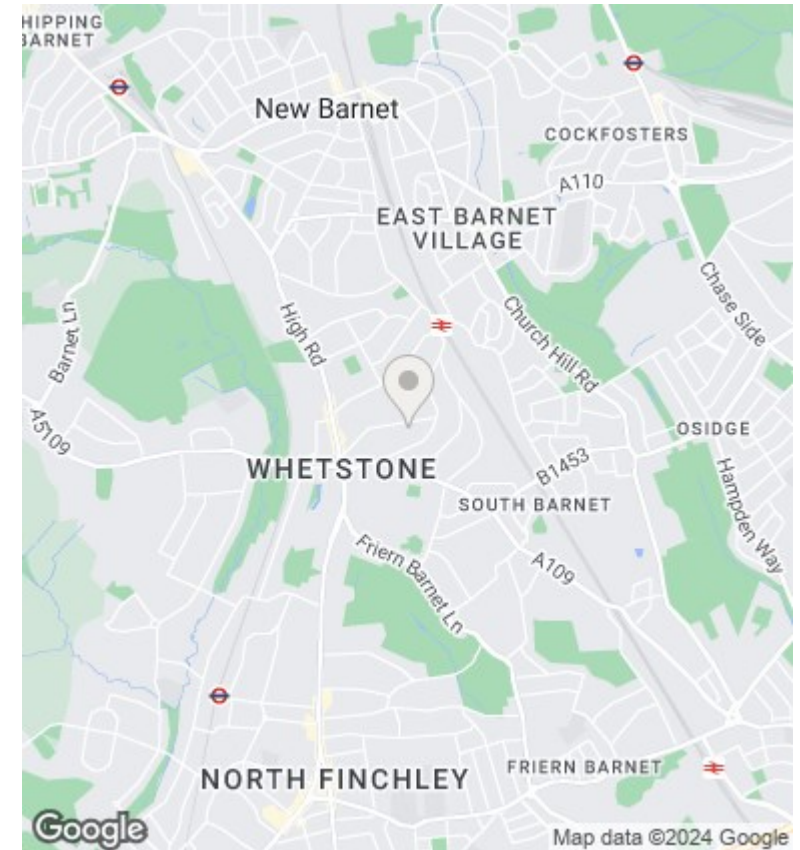 HIPPING
BARNET
New Barnet
COCKFOSTERS
A110
EAST BARNET
VILLAGE
Chase Side
High Rd
Church Hill Rd
Barnet Ln
A5109
OSIDGE
WHETSTONE
B1453
SOUTH BARNET
Hampden Way
Friern Barnet Ln
A109
NORTH FINCHLEY
FRIERN BARNET
Google
Map data ©2024 Google